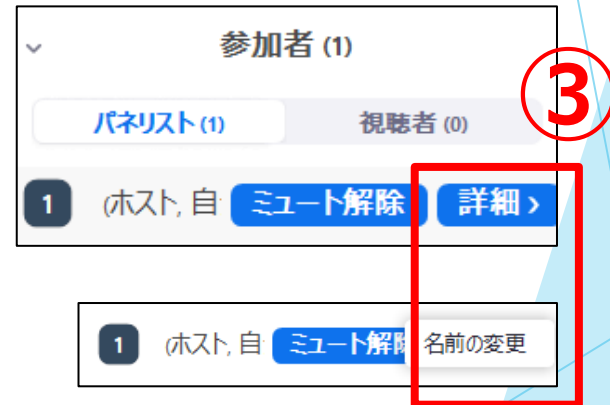 参加者 (1)
③
パネリスト (1) 視聴者 (0)
1 (ホスト, 自 ミュート解除 詳細 >
1 (ホスト, 自 ミュート解除 名前の変更